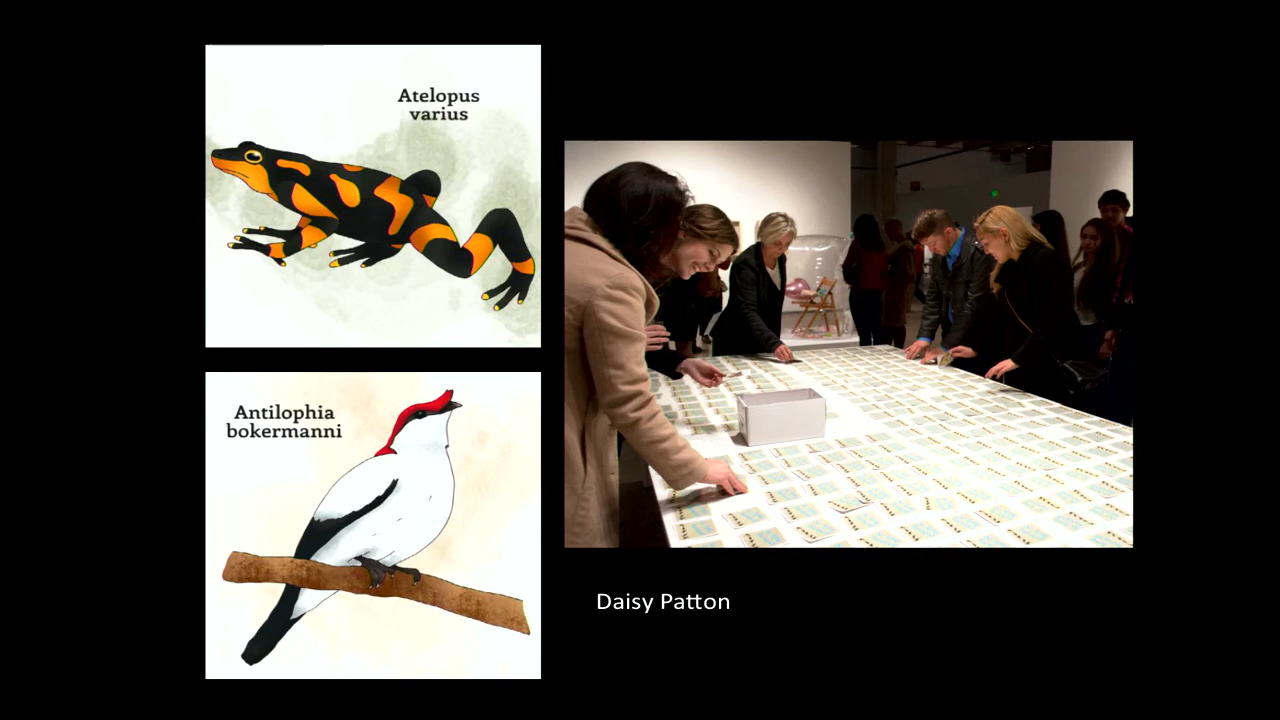 Atelopus
varius
Antilophia
bokermanni
Daisy Patton